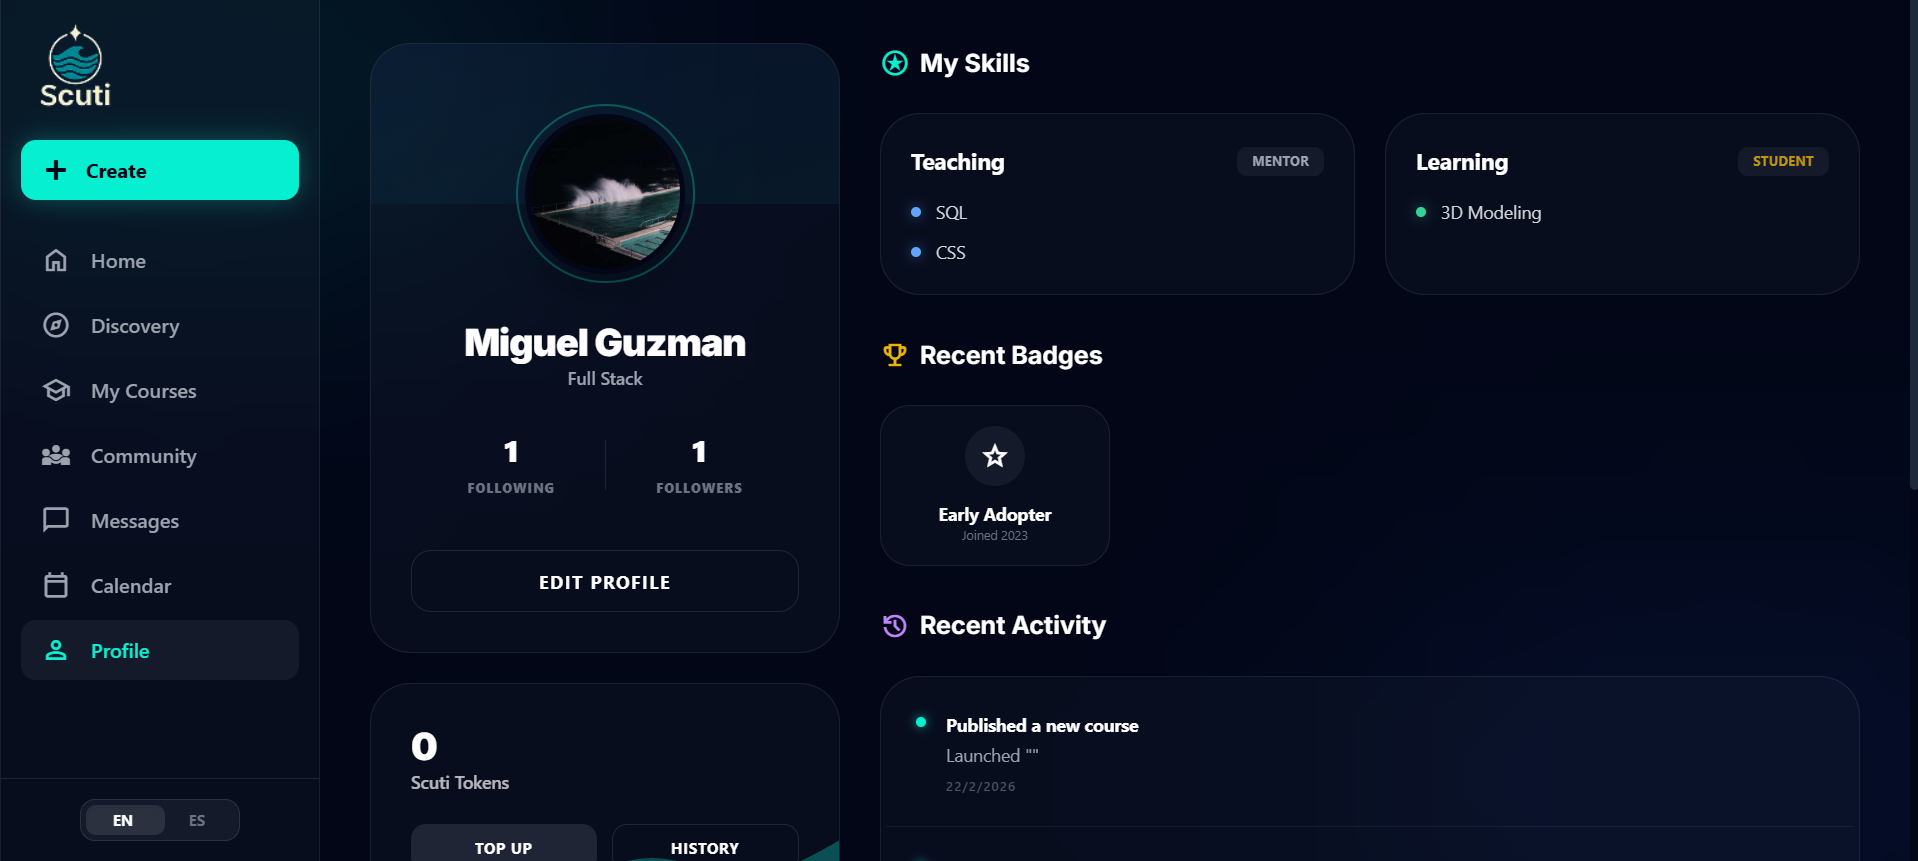 Scuti
Create
Home
Discovery
My Courses
Community
Messages
Calendar
Profile
EN ES
Miguel Guzman
Full Stack
1 1
FOLLOWING FOLLOWERS
EDIT PROFILE
0
Scuti Tokens
TOP UP HISTORY
My Skills
Teaching MENTOR
SQL
CSS
Learning STUDENT
3D Modeling
Recent Badges
Early Adopter
Joined 2023
Recent Activity
Published a new course
Launched ""
22/2/2026